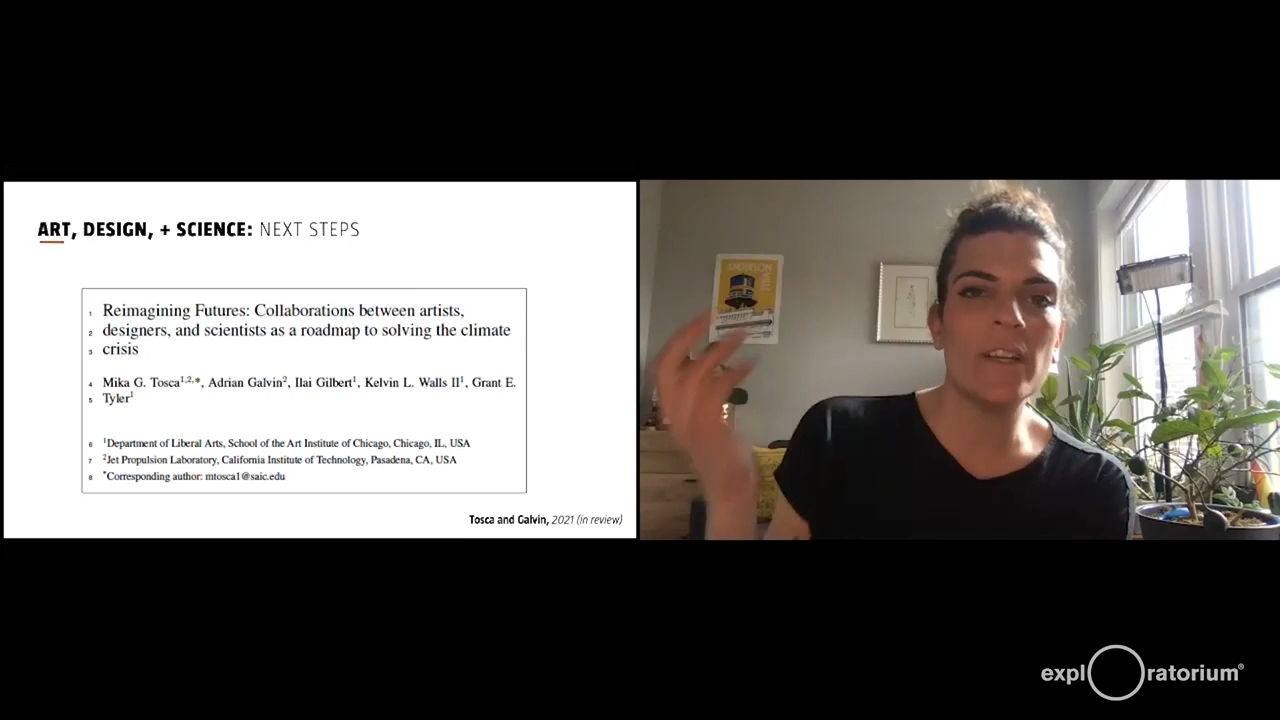 ART, DESIGN, + SCIENCE: NEXT STEPS
1 Reimagining Futures: Collaborations between artists,
2 designers, and scientists as a roadmap to solving the climate
3 crisis
4 Mika G. Tosca1,2,*, Adrian Galvin2, Ilai Gilbert1, Kelvin L. Walls II1, Grant E.
5 Tyler1
6 1Department of Liberal Arts, School of the Art Institute of Chicago, Chicago, IL, USA
7 2Jet Propulsion Laboratory, California Institute of Technology, Pasadena, CA, USA
8 *Corresponding author: mtosca1@saic.edu
Tosca and Galvin, 2021 (in review)
expl○ratorium®